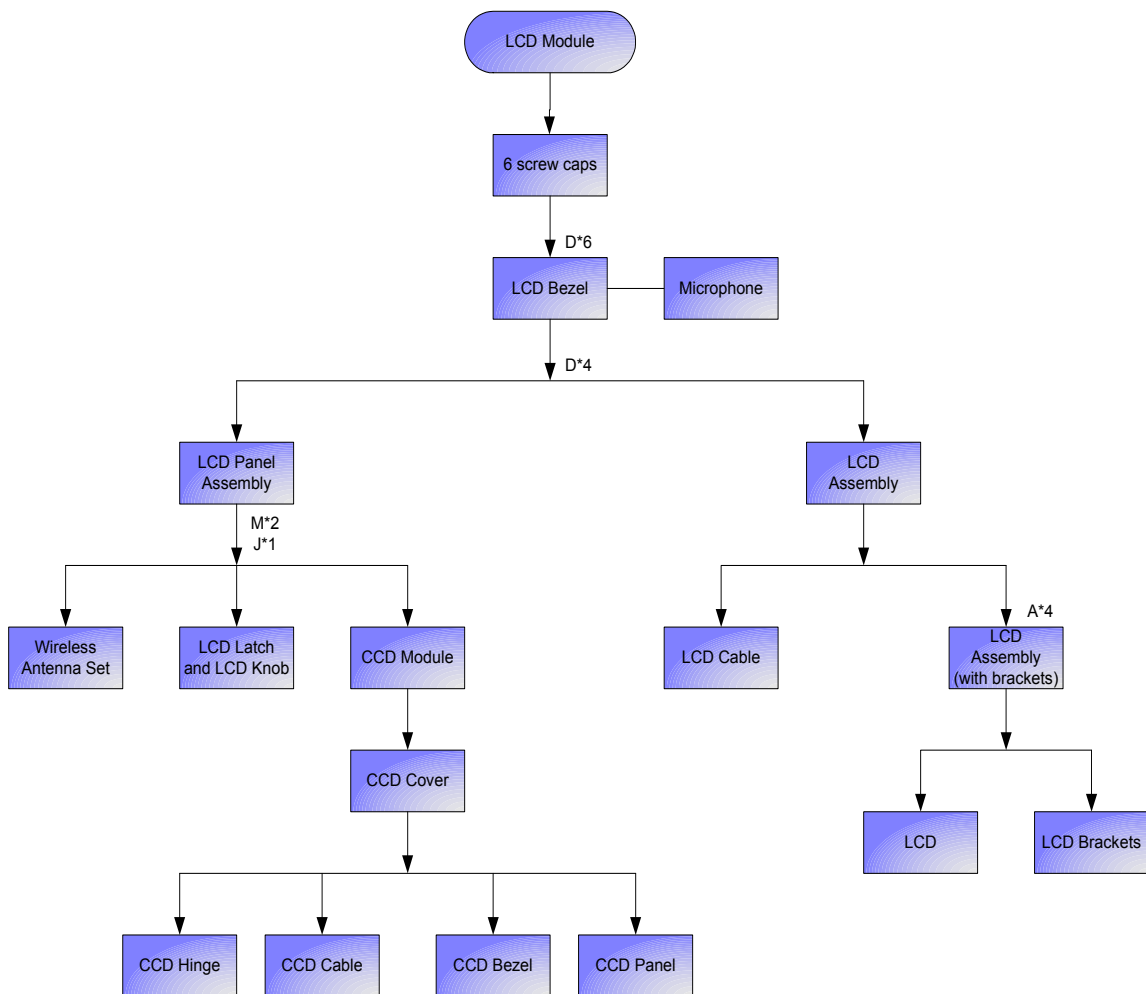 LCD Module
6 screw caps
D*6
LCD Bezel
Microphone
D*4
LCD Panel
Assembly
LCD
Assembly
M*2
J*1
Wireless
Antenna Set
LCD Latch
and LCD Knob
CCD Module
LCD Cable
A*4
LCD
Assembly
(with brackets)
CCD Cover
LCD
LCD Brackets
CCD Hinge
CCD Cable
CCD Bezel
CCD Panel